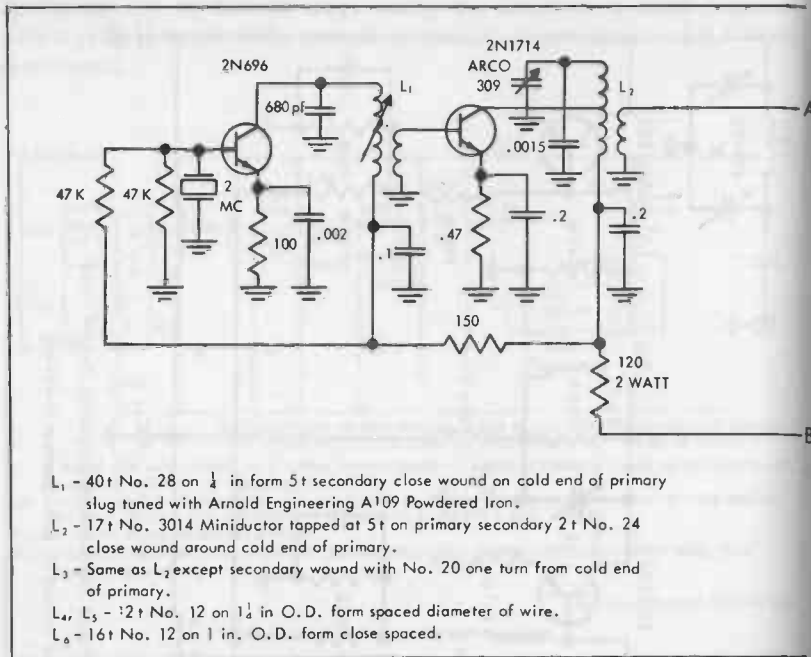 2N696
2N1714
ARCO
309
L₁
L₂
680 pF
A
.0015
47 K
47 K
2
MC
100
.002
.1
.47
.2
.2
150
120
2 WATT
B
L₁ - 40t No. 28 on ¼ in form 5t secondary close wound on cold end of primary
slug tuned with Arnold Engineering A109 Powdered Iron.
L₂ - 17t No. 3014 Miniductor tapped at 5t on primary secondary 2t No. 24
close wound around cold end of primary.
L₃ - Same as L₂ except secondary wound with No. 20 one turn from cold end
of primary.
L₄, L₅ - 12t No. 12 on 1¼ in O.D. form spaced diameter of wire.
L₆ - 16t No. 12 on 1 in. O.D. form close spaced.